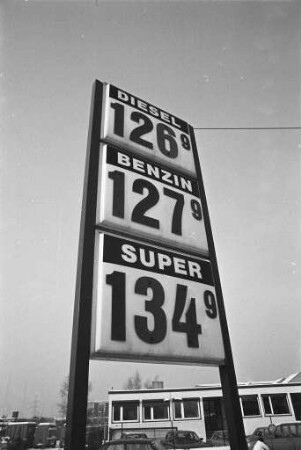 DIESEL
126 9
BENZIN
127 9
SUPER
134 9